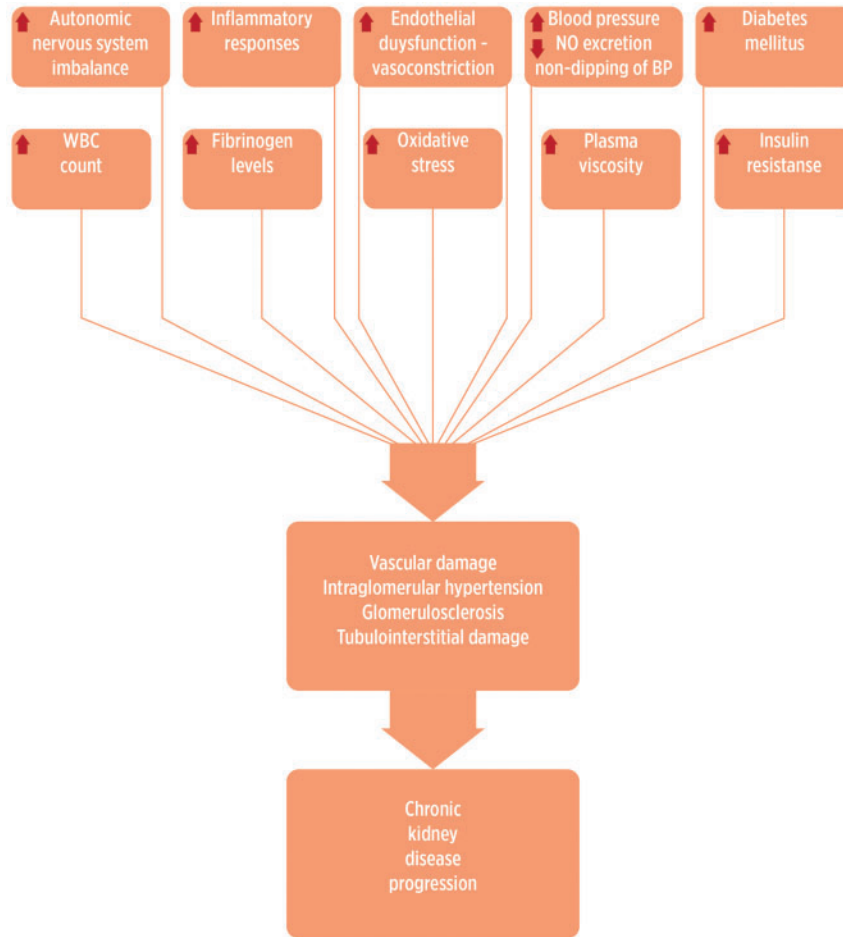 Autonomic
nervous system
imbalance
Inflammatory
responses
Endothelial
duysfunction -
vasoconstriction
Blood pressure
NO excretion
non-dipping of BP
Diabetes
mellitus
WBC
count
Fibrinogen
levels
Oxidative
stress
Plasma
viscosity
Insulin
resistanse
Vascular damage
Intraglomerular hypertension
Glomerulosclerosis
Tubulointerstitial damage
Chronic
kidney
disease
progression